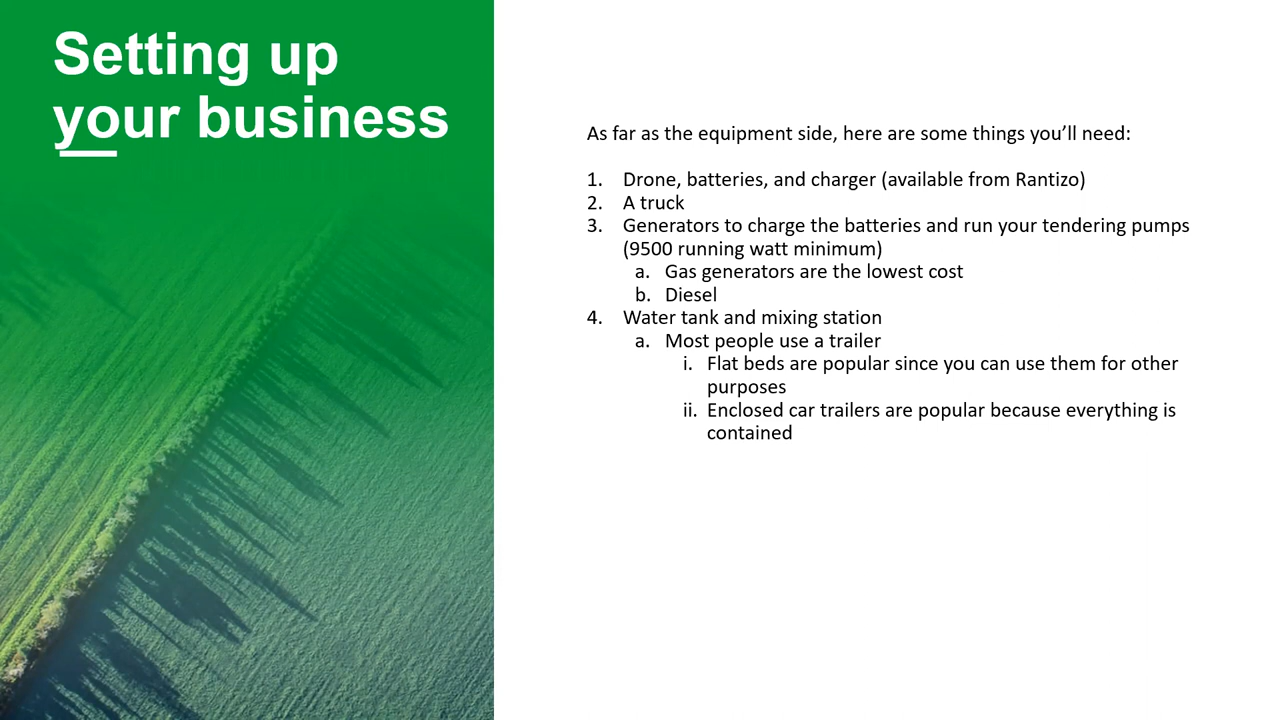 Setting up
your business
As far as the equipment side, here are some things you’ll need:
1. Drone, batteries, and charger (available from Rantizo)
2. A truck
3. Generators to charge the batteries and run your tendering pumps
(9500 running watt minimum)
a. Gas generators are the lowest cost
b. Diesel
4. Water tank and mixing station
a. Most people use a trailer
i. Flat beds are popular since you can use them for other
purposes
ii. Enclosed car trailers are popular because everything is
contained